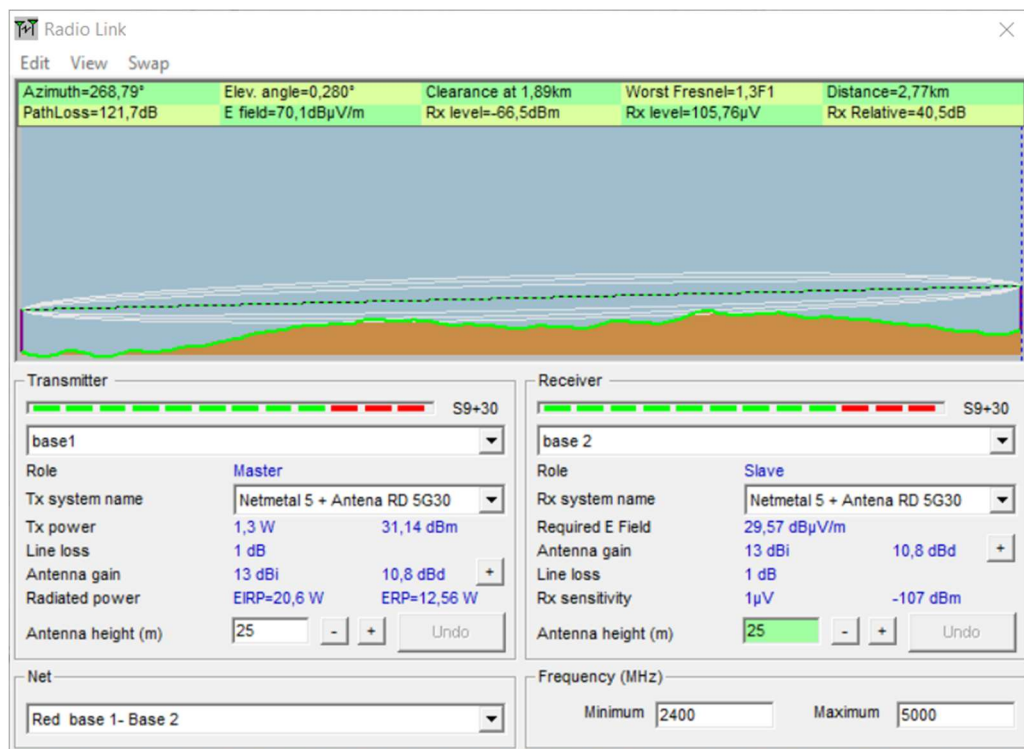 Radio Link
Edit View Swap
Azimuth=268,79° Elev. angle=0,280° Clearance at 1,89km Worst Fresnel=1,3F1 Distance=2,77km
PathLoss=121,7dB E field=70,1dBµV/m Rx level=-66,5dBm Rx level=105,76µV Rx Relative=40,5dB
Transmitter
S9+30
base1
Role Master
Tx system name Netmetal 5 + Antena RD 5G30
Tx power 1,3 W 31,14 dBm
Line loss 1 dB
Antenna gain 13 dBi 10,8 dBd +
Radiated power EIRP=20,6 W ERP=12,56 W
Antenna height (m) 25 - + Undo
Receiver
S9+30
base 2
Role Slave
Rx system name Netmetal 5 + Antena RD 5G30
Required E Field 29,57 dBµV/m
Antenna gain 13 dBi 10,8 dBd +
Line loss 1 dB
Rx sensitivity 1µV -107 dBm
Antenna height (m) 25 - + Undo
Net
Red base 1- Base 2
Frequency (MHz)
Minimum 2400 Maximum 5000